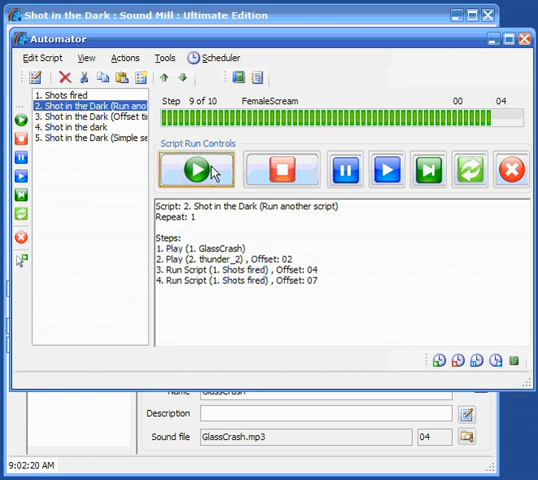 Shot in the Dark : Sound Mill : Ultimate Edition
Automator
Edit Script View Actions Tools Scheduler
Step 9 of 10 FemaleScream 00 04
1. Shots fired
2. Shot in the Dark (Run anot
3. Shot in the Dark (Offset tim
4. Shot in the dark
5. Shot in the Dark (Simple se
Script Run Controls
Script: 2. Shot in the Dark (Run another script)
Repeat: 1
Steps:
1. Play (1. GlassCrash)
2. Play (2. thunder_2) , Offset: 02
3. Run Script (1. Shots fired) , Offset: 04
4. Run Script (1. Shots fired) , Offset: 07
Name GlassCrash
Description
Sound file GlassCrash.mp3 04
9:02:20 AM